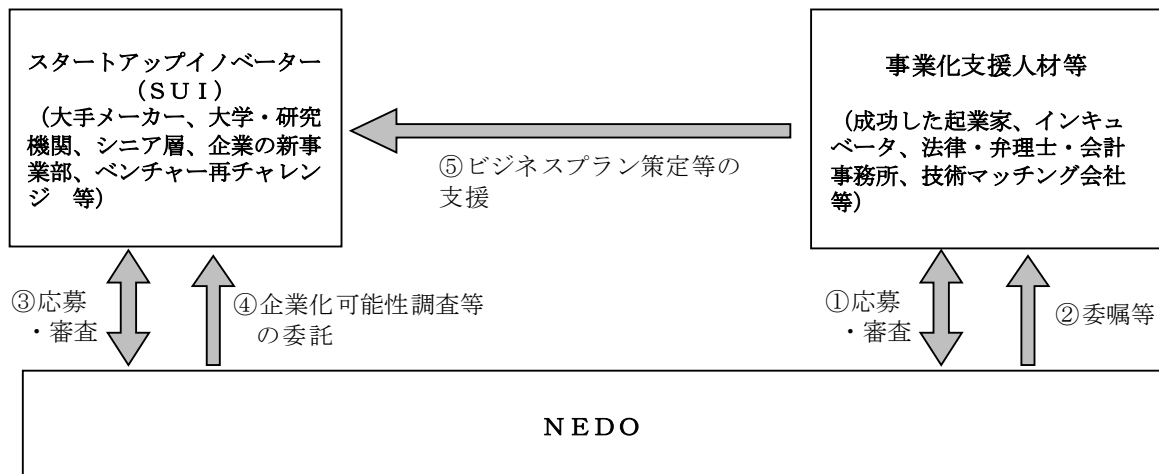 スタートアップイノベーター
（ＳＵＩ）
（大手メーカー、大学・研究
機関、シニア層、企業の新事
業部、ベンチャー再チャレン
ジ　等）
事業化支援人材等
（成功した起業家、インキュ
ベータ、法律・弁理士・会計
事務所、技術マッチング会社
等）
⑤ビジネスプラン策定等の
支援
③応募
・審査
④企業化可能性調査等
の委託
①応募
・審査
②委嘱等
ＮＥＤＯ